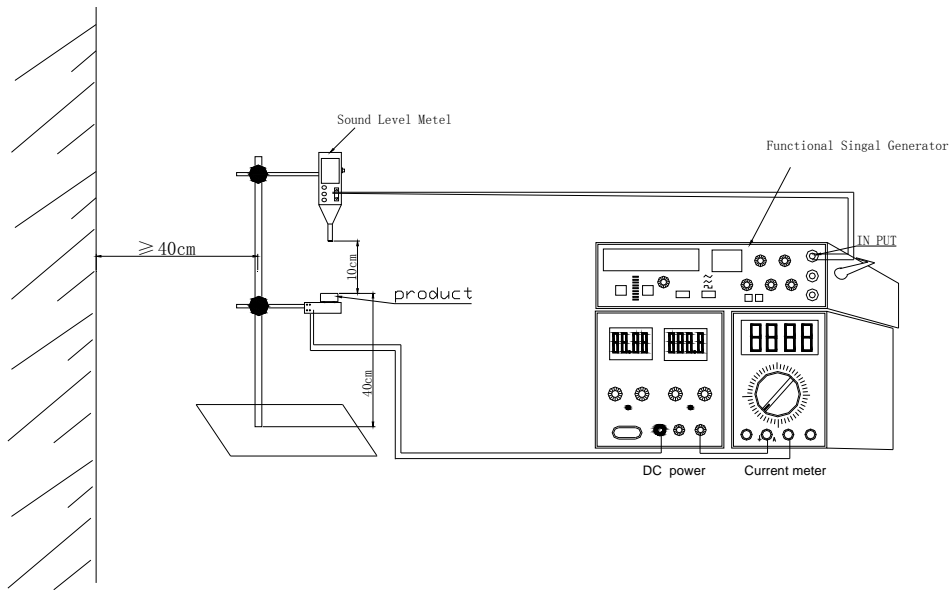 Sound Level Metel
Functional Singal Generator
≥40cm
10cm
IN PUT
product
40cm
A
DC power
Current meter